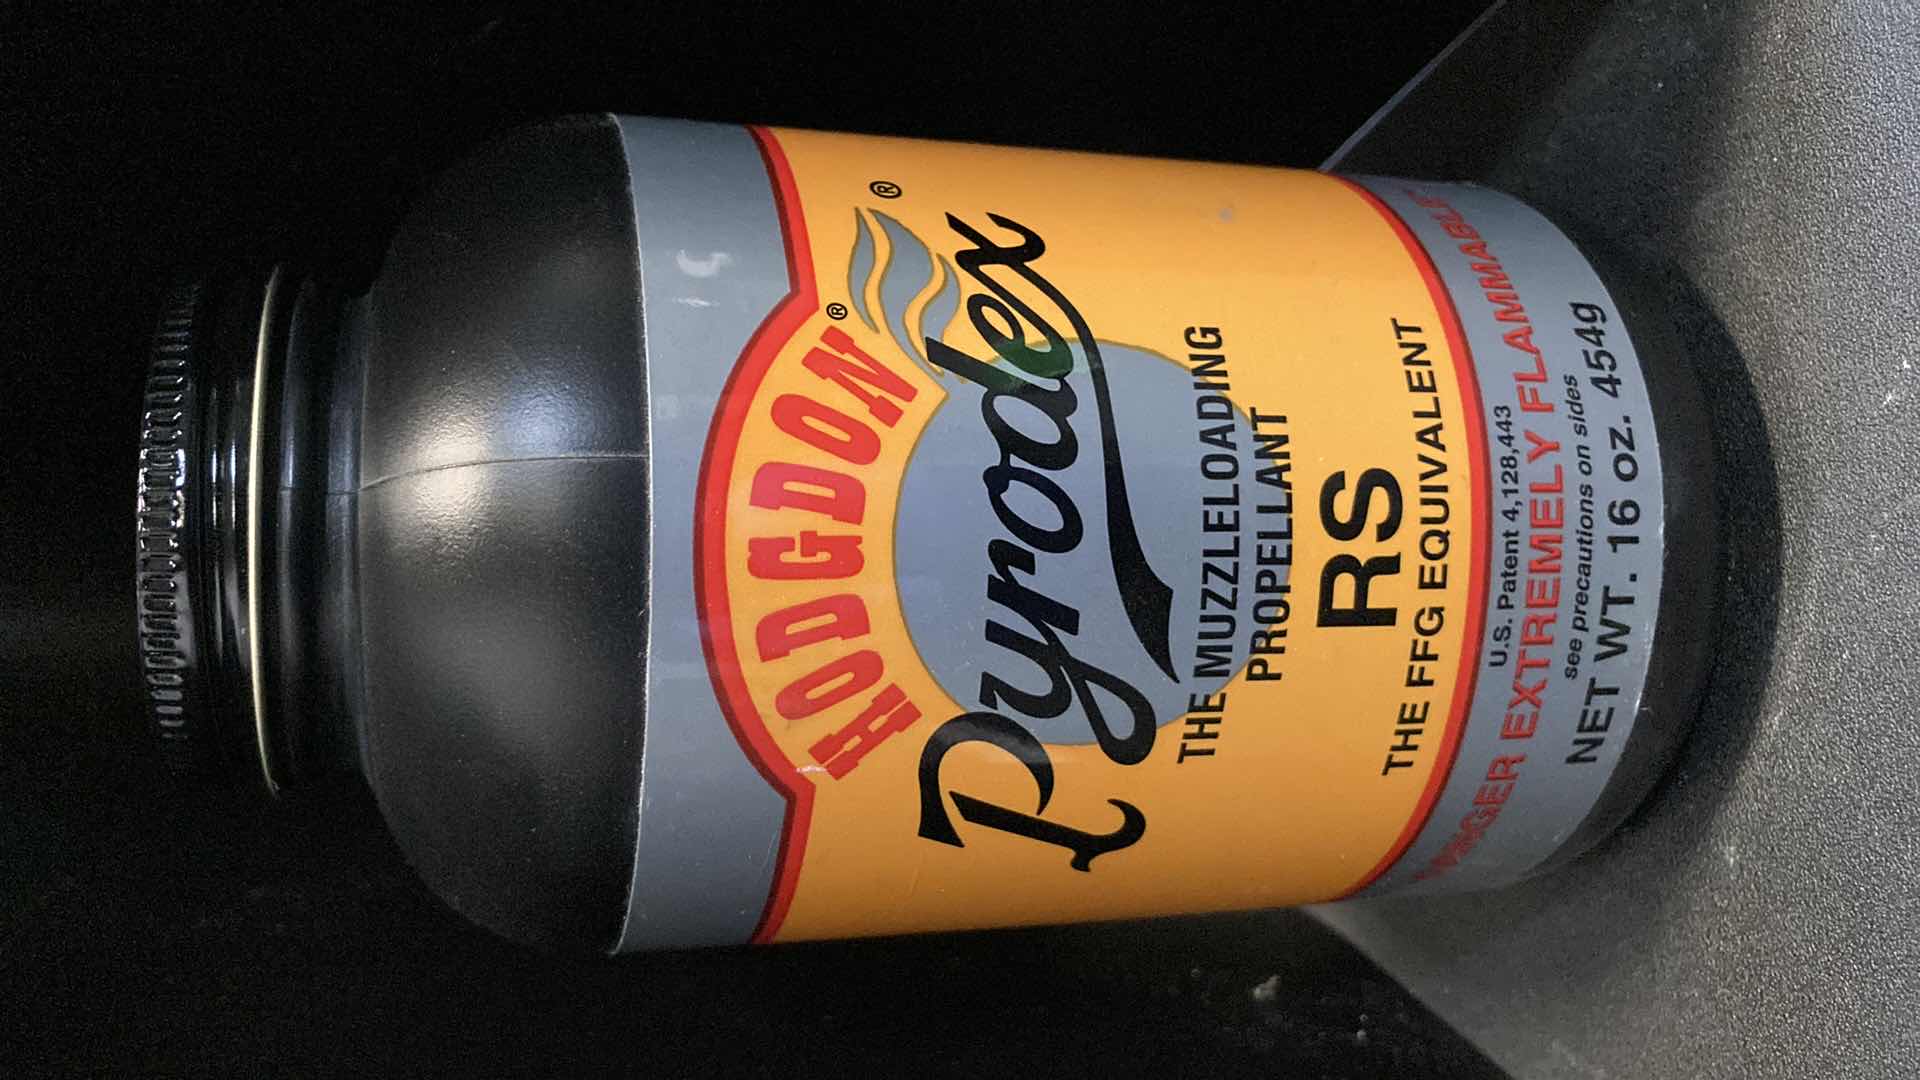 HODGDON®
Pyrodex®
THE MUZZLELOADING
PROPELLANT
RS
THE FFG EQUIVALENT
U.S. Patent 4,128,443
DANGER EXTREMELY FLAMMABLE
see precautions on sides
NET WT. 16 oz. 454g